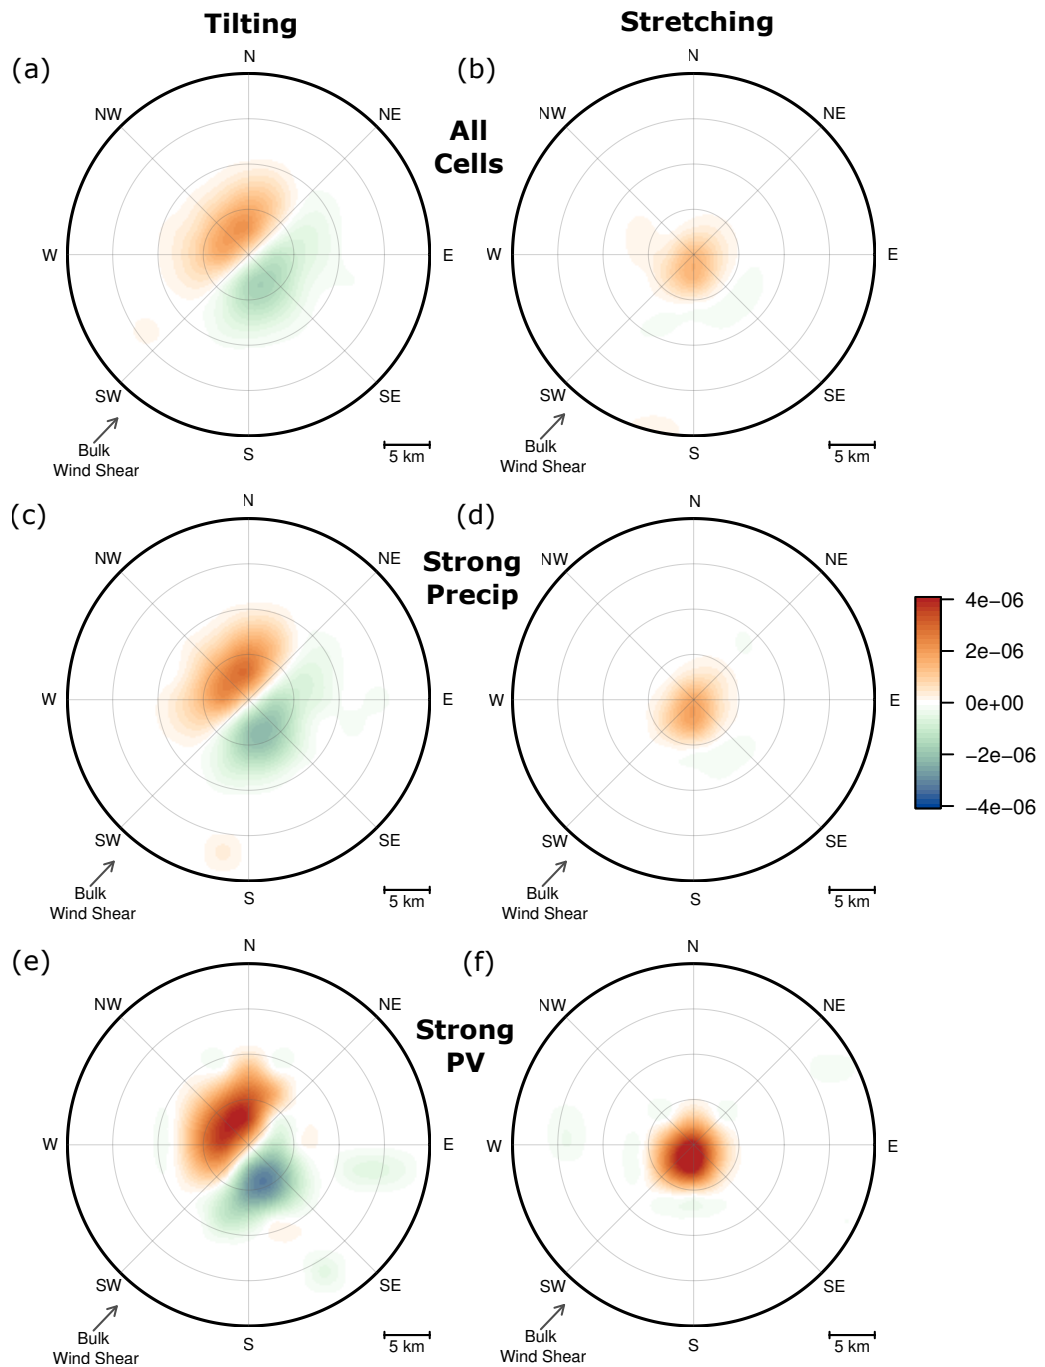 Tilting
Stretching
(a)
N
NW
NE
W
E
SW
SE
S
Bulk
Wind Shear
5 km
All
Cells
(b)
N
NW
NE
W
E
SW
SE
S
Bulk
Wind Shear
5 km
(c)
N
NW
NE
W
E
SW
SE
S
Bulk
Wind Shear
5 km
Strong
Precip
(d)
N
NW
NE
W
E
SW
SE
S
Bulk
Wind Shear
5 km
4e−06
2e−06
0e+00
−2e−06
−4e−06
(e)
N
NW
NE
W
E
SW
SE
S
Bulk
Wind Shear
5 km
Strong
PV
(f)
N
NW
NE
W
E
SW
SE
S
Bulk
Wind Shear
5 km